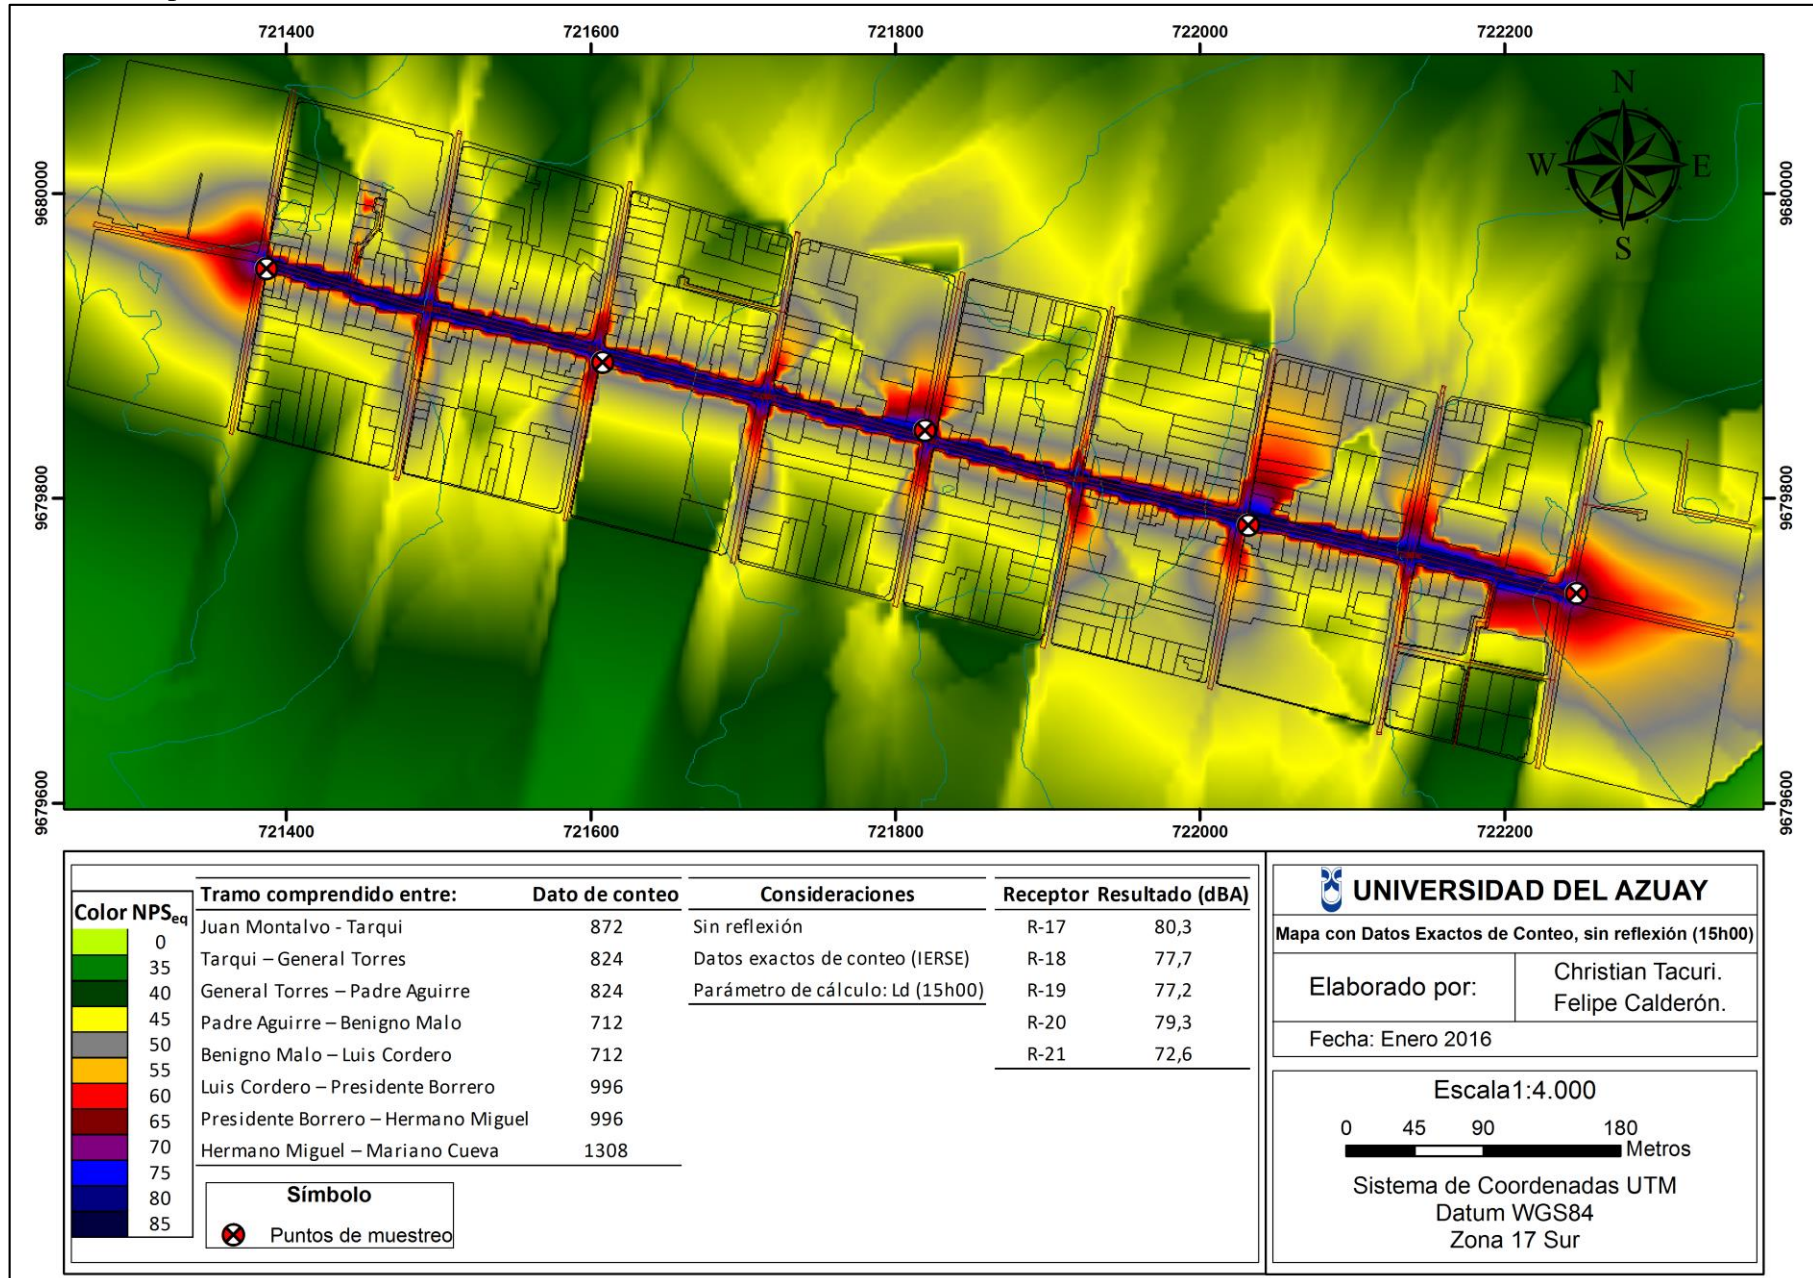 721400 721600 721800 722000 722200
9680000 9680000
9679800 9679800
9679600 9679600
N
W E
S
721400 721600 721800 722000 722200
Color NPSeq
0
35
40
45
50
55
60
65
70
75
80
85
Tramo comprendido entre: Dato de conteo
Juan Montalvo - Tarqui 872
Tarqui – General Torres 824
General Torres – Padre Aguirre 824
Padre Aguirre – Benigno Malo 712
Benigno Malo – Luis Cordero 712
Luis Cordero – Presidente Borrero 996
Presidente Borrero – Hermano Miguel 996
Hermano Miguel – Mariano Cueva 1308
Símbolo
Puntos de muestreo
Consideraciones
Sin reflexión
Datos exactos de conteo (IERSE)
Parámetro de cálculo: Ld (15h00)
Receptor Resultado (dBA)
R-17 80,3
R-18 77,7
R-19 77,2
R-20 79,3
R-21 72,6
UNIVERSIDAD DEL AZUAY
Mapa con Datos Exactos de Conteo, sin reflexión (15h00)
Elaborado por:
Christian Tacuri.
Felipe Calderón.
Fecha: Enero 2016
Escala1:4.000
0 45 90 180
Metros
Sistema de Coordenadas UTM
Datum WGS84
Zona 17 Sur